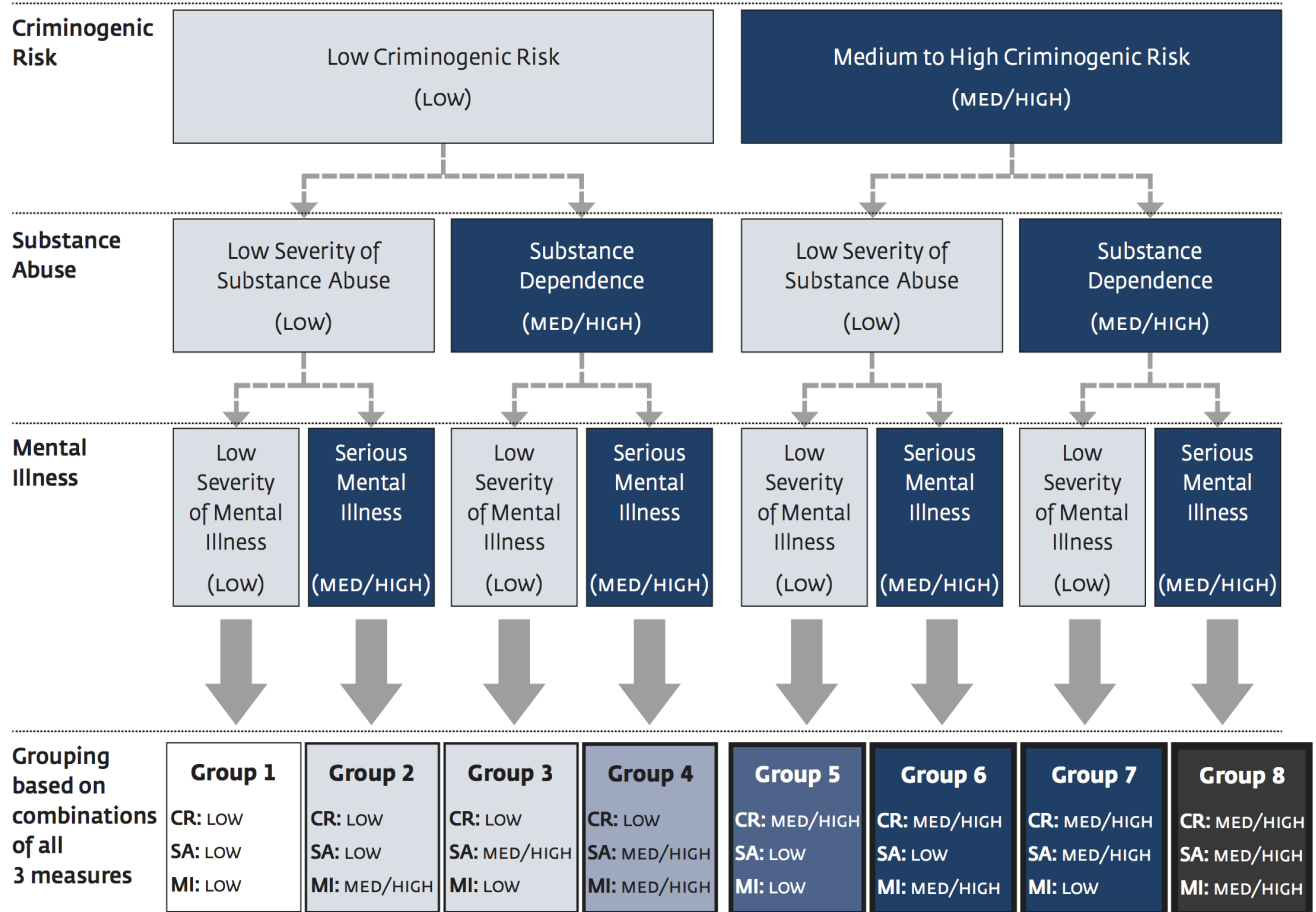 Criminogenic
Risk
Low Criminogenic Risk
(LOW)
Medium to High Criminogenic Risk
(MED/HIGH)
Substance
Abuse
Low Severity of
Substance Abuse
(LOW)
Substance
Dependence
(MED/HIGH)
Low Severity of
Substance Abuse
(LOW)
Substance
Dependence
(MED/HIGH)
Mental
Illness
Low
Severity
of Mental
Illness
(LOW)
Serious
Mental
Illness
(MED/HIGH)
Low
Severity
of Mental
Illness
(LOW)
Serious
Mental
Illness
(MED/HIGH)
Low
Severity
of Mental
Illness
(LOW)
Serious
Mental
Illness
(MED/HIGH)
Low
Severity
of Mental
Illness
(LOW)
Serious
Mental
Illness
(MED/HIGH)
Grouping
based on
combinations
of all
3 measures
Group 1
CR: LOW
SA: LOW
MI: LOW
Group 2
CR: LOW
SA: LOW
MI: MED/HIGH
Group 3
CR: LOW
SA: MED/HIGH
MI: LOW
Group 4
CR: LOW
SA: MED/HIGH
MI: MED/HIGH
Group 5
CR: MED/HIGH
SA: LOW
MI: LOW
Group 6
CR: MED/HIGH
SA: LOW
MI: MED/HIGH
Group 7
CR: MED/HIGH
SA: MED/HIGH
MI: LOW
Group 8
CR: MED/HIGH
SA: MED/HIGH
MI: MED/HIGH